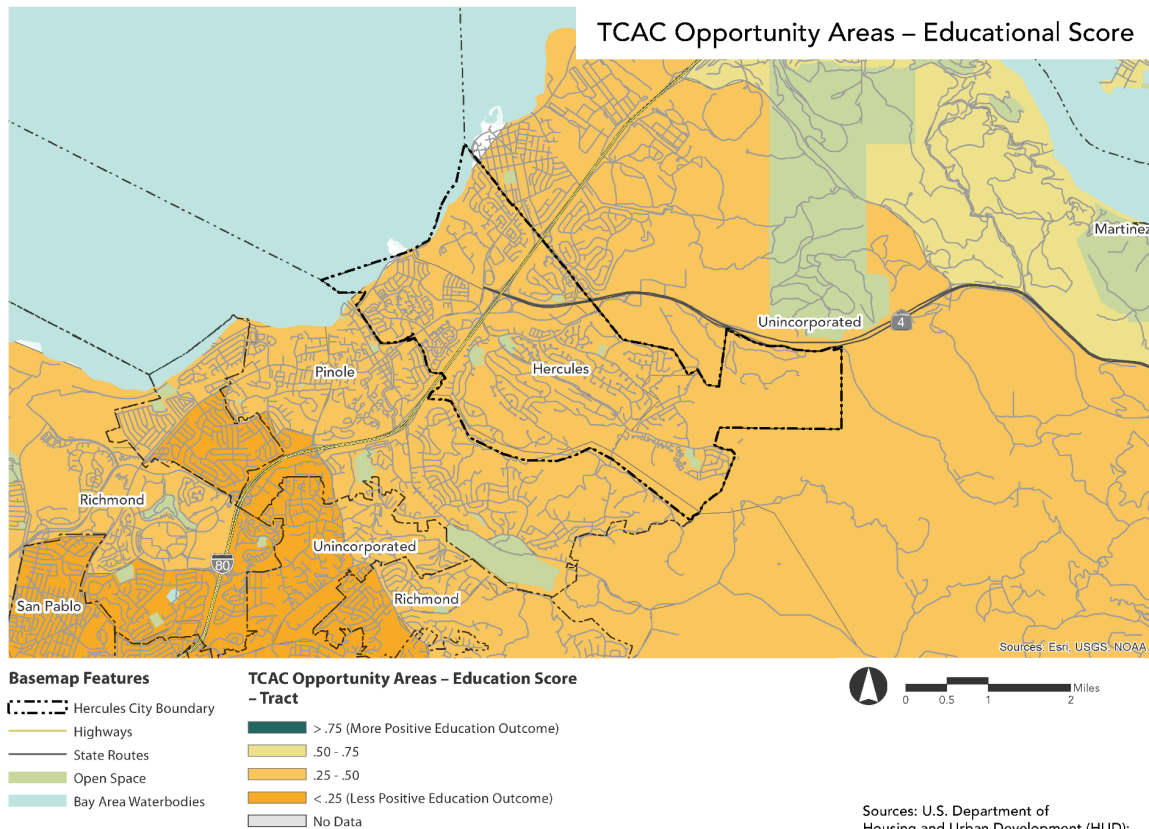 TCAC Opportunity Areas – Educational Score
Martinez
Unincorporated
4
Hercules
Pinole
Richmond
Unincorporated
80
Richmond
San Pablo
Sources: Esri, USGS, NOAA
Basemap Features
Hercules City Boundary
Highways
State Routes
Open Space
Bay Area Waterbodies
TCAC Opportunity Areas – Education Score
– Tract
> .75 (More Positive Education Outcome)
.50 - .75
.25 - .50
< .25 (Less Positive Education Outcome)
No Data
0 0.5 1 2 Miles
Sources: U.S. Department of
Housing and Urban Development (HUD);